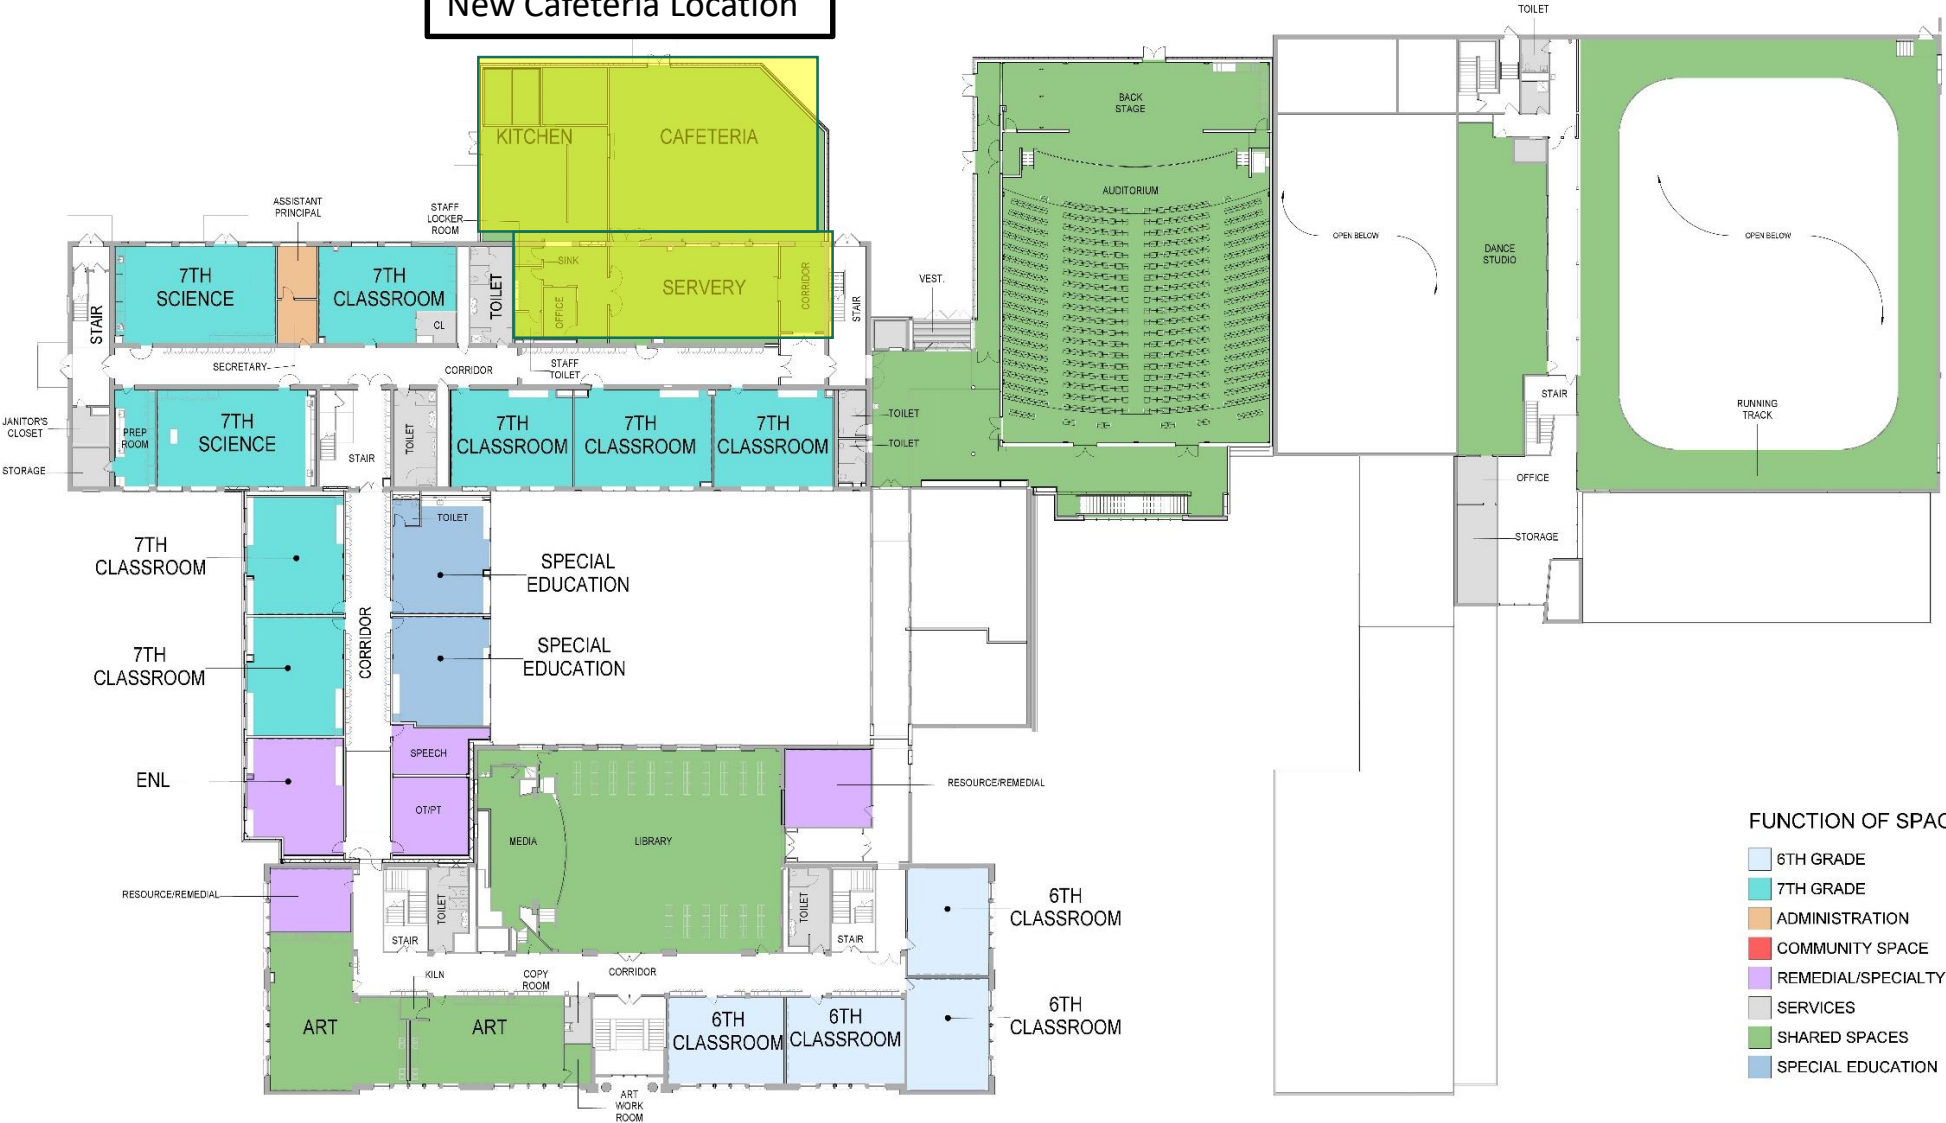 New Cafeteria Location
TOILET
KITCHEN
CAFETERIA
BACK
STAGE
AUDITORIUM
ASSISTANT
PRINCIPAL
STAFF
LOCKER
ROOM
OPEN BELOW
DANCE
STUDIO
OPEN BELOW
7TH
SCIENCE
7TH
CLASSROOM
CL
TOILET
STAIR
SINK
OFFICE
SERVERY
CORRIDOR
STAIR
VEST.
SECRETARY
CORRIDOR
STAFF
TOILET
JANITOR'S
CLOSET
STORAGE
PREP
ROOM
7TH
SCIENCE
STAIR
TOILET
7TH
CLASSROOM
7TH
CLASSROOM
7TH
CLASSROOM
TOILET
TOILET
STAIR
RUNNING
TRACK
OFFICE
STORAGE
7TH
CLASSROOM
TOILET
SPECIAL
EDUCATION
CORRIDOR
7TH
CLASSROOM
SPECIAL
EDUCATION
ENL
SPEECH
OT/PT
MEDIA
LIBRARY
RESOURCE/REMEDIAL
RESOURCE/REMEDIAL
STAIR
TOILET
TOILET
STAIR
6TH
CLASSROOM
KILN
COPY
ROOM
CORRIDOR
ART
ART
6TH
CLASSROOM
6TH
CLASSROOM
6TH
CLASSROOM
ART
WORK
ROOM
FUNCTION OF SPAC
6TH GRADE
7TH GRADE
ADMINISTRATION
COMMUNITY SPACE
REMEDIAL/SPECIALTY
SERVICES
SHARED SPACES
SPECIAL EDUCATION